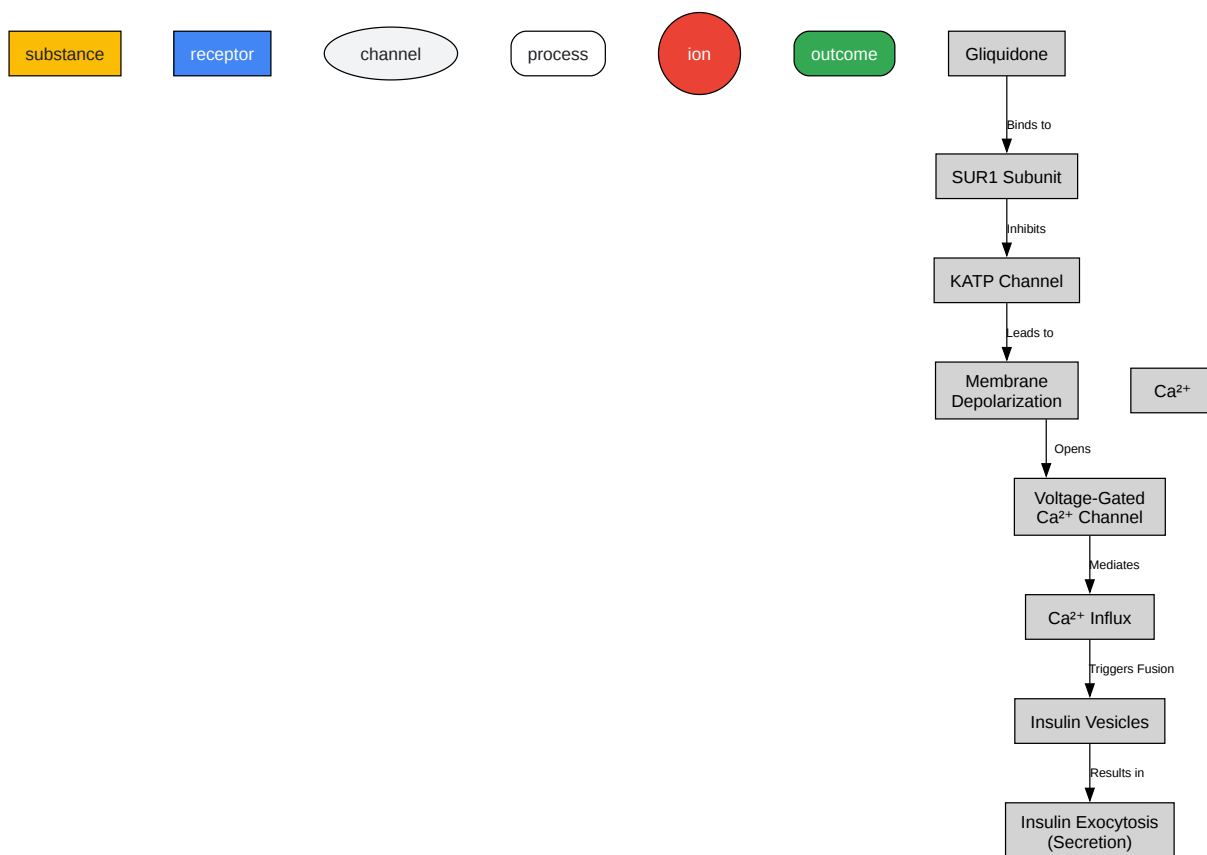 substance
receptor
channel
process
ion
outcome
Gliquidone
Binds to
SUR1 Subunit
Inhibits
KATP Channel
Leads to
Membrane
Depolarization
Ca²⁺
Opens
Voltage-Gated
Ca²⁺ Channel
Mediates
Ca²⁺ Influx
Triggers Fusion
Insulin Vesicles
Results in
Insulin Exocytosis
(Secretion)